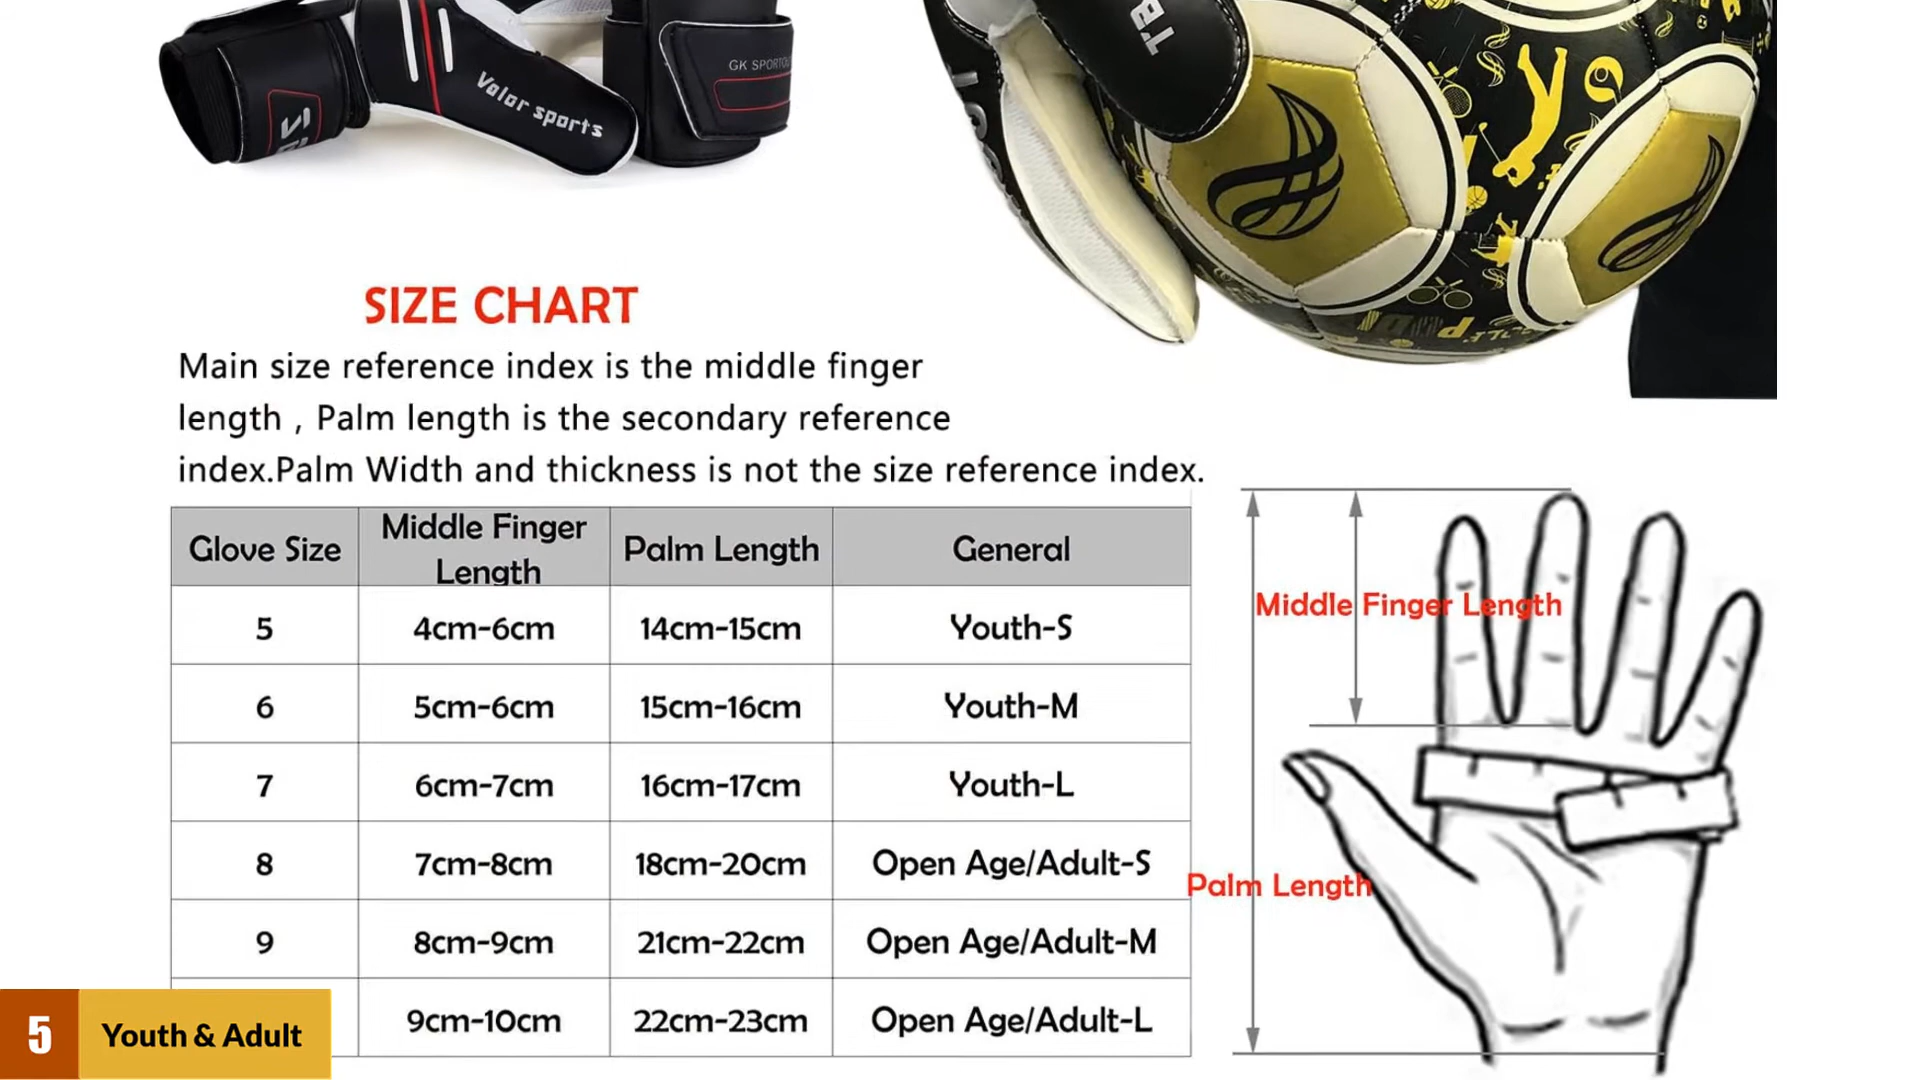 Valor sports
GK SPORTOU
SIZE CHART
Main size reference index is the middle finger
length , Palm length is the secondary reference
index.Palm Width and thickness is not the size reference index.
Glove Size Middle Finger Length Palm Length General
5 4cm-6cm 14cm-15cm Youth-S
6 5cm-6cm 15cm-16cm Youth-M
7 6cm-7cm 16cm-17cm Youth-L
8 7cm-8cm 18cm-20cm Open Age/Adult-S
9 8cm-9cm 21cm-22cm Open Age/Adult-M
9cm-10cm 22cm-23cm Open Age/Adult-L
Middle Finger Length
Palm Length
5 Youth & Adult